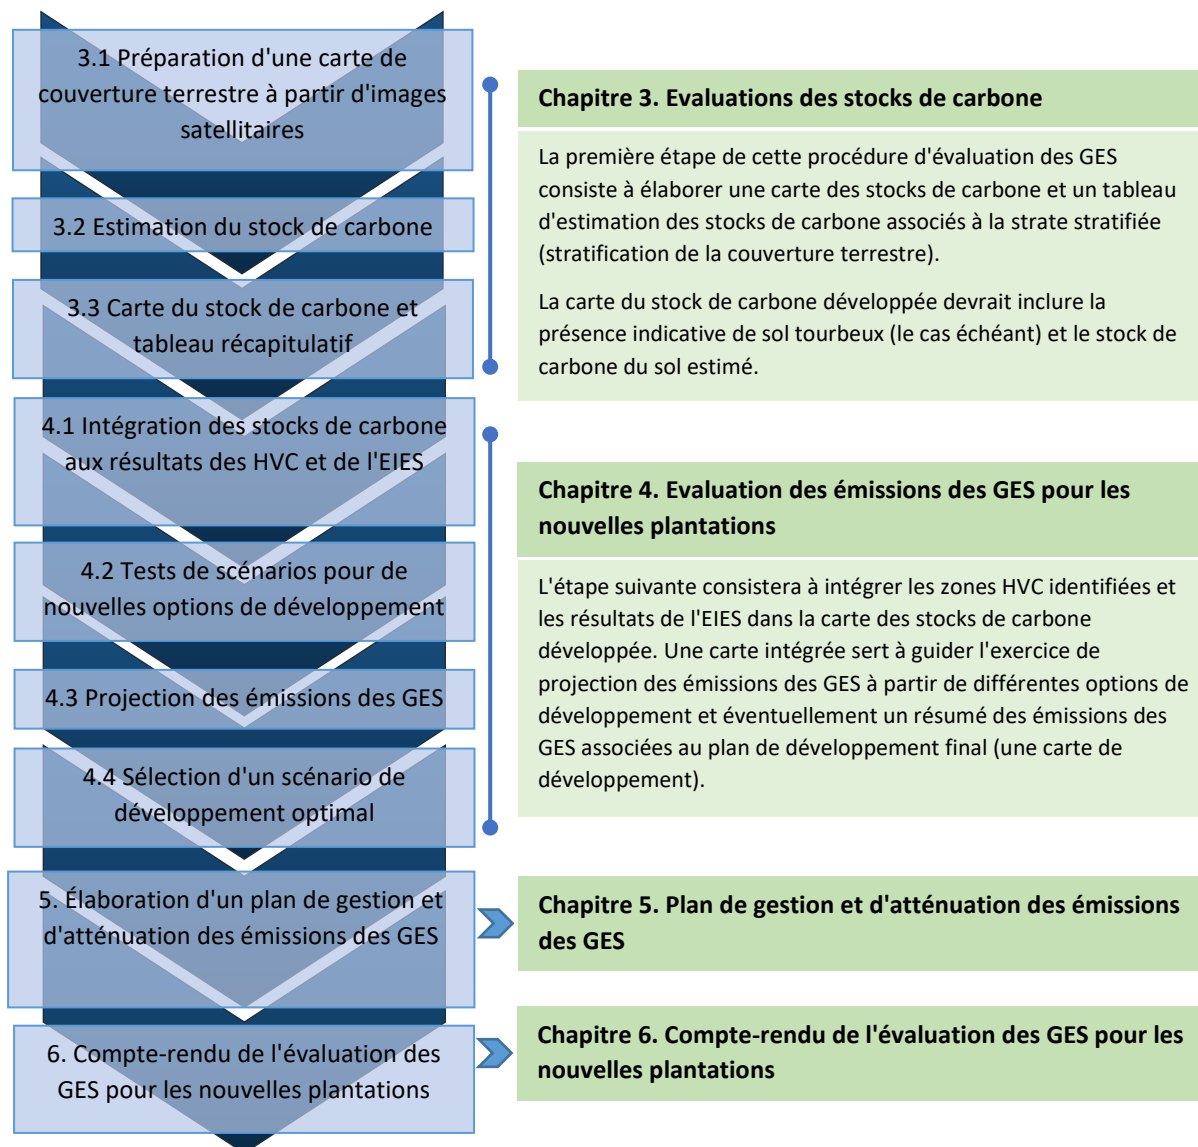 3.1 Préparation d'une carte de
couverture terrestre à partir d'images
satellitaires
3.2 Estimation du stock de carbone
3.3 Carte du stock de carbone et
tableau récapitulatif
Chapitre 3. Evaluations des stocks de carbone
La première étape de cette procédure d'évaluation des GES
consiste à élaborer une carte des stocks de carbone et un tableau
d'estimation des stocks de carbone associés à la strate stratifiée
(stratification de la couverture terrestre).
La carte du stock de carbone développée devrait inclure la
présence indicative de sol tourbeux (le cas échéant) et le stock de
carbone du sol estimé.
4.1 Intégration des stocks de carbone
aux résultats des HVC et de l'EIES
4.2 Tests de scénarios pour de
nouvelles options de développement
4.3 Projection des émissions des GES
4.4 Sélection d'un scénario de
développement optimal
Chapitre 4. Evaluation des émissions des GES pour les
nouvelles plantations
L'étape suivante consistera à intégrer les zones HVC identifiées et
les résultats de l'EIES dans la carte des stocks de carbone
développée. Une carte intégrée sert à guider l'exercice de
projection des émissions des GES à partir de différentes options de
développement et éventuellement un résumé des émissions des
GES associées au plan de développement final (une carte de
développement).
5. Élaboration d'un plan de gestion et
d'atténuation des émissions des GES
Chapitre 5. Plan de gestion et d'atténuation des émissions
des GES
6. Compte-rendu de l'évaluation des
GES pour les nouvelles plantations
Chapitre 6. Compte-rendu de l'évaluation des GES pour les
nouvelles plantations